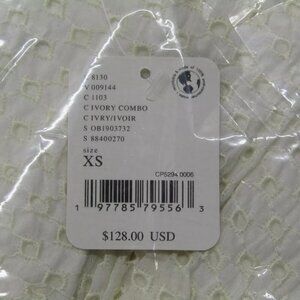 8130
V 009144
C 1103
C IVORY COMBO
C IVRY/IVOIR
S OB1903732
S 88400270
size
XS
CP5294 0006
1 97785 79556 3
$128.00 USD